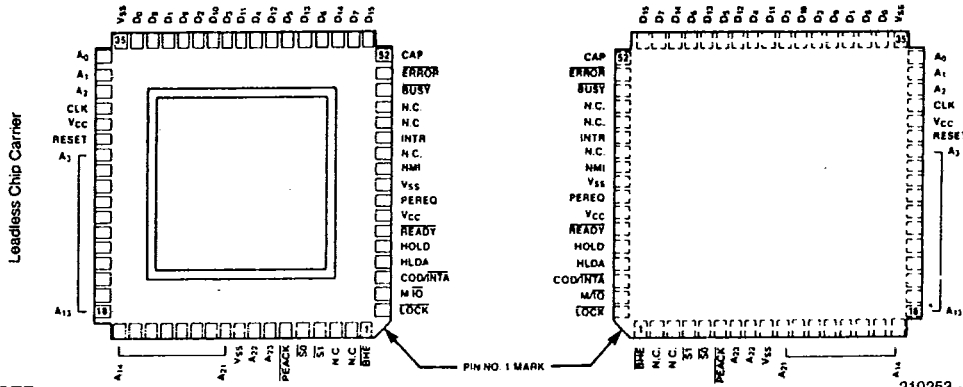 VSS D0 D8 D1 D9 D2 D10 D3 D11 D4 D12 D5 D13 D6 D14 D7 D15
35
52
A0
A1
A2
CLK
VCC
RESET
A3
A13
18
CAP
ERROR
BUSY
N.C.
N.C
INTR
N.C.
NMI
VSS
PEREQ
VCC
READY
HOLD
HLDA
COD/INTA
M/IO
LOCK
1
A14 A21 VSS A22 A23 PEACK S0 S1 N.C. N.C. BHE
Leadless Chip Carrier
PIN NO. 1 MARK
D15 D7 D14 D6 D13 D5 D12 D4 D11 D3 D10 D2 D9 D1 D8 D0 VSS
52
35
CAP
ERROR
BUSY
N.C.
N.C.
INTR
N.C.
NMI
VSS
PEREQ
VCC
READY
HOLD
HLDA
COD/INTA
M/IO
LOCK
A0
A1
A2
CLK
VCC
RESET
A3
A13
18
1
BHE N.C. N.C. S1 S0 PEACK A22 VSS A21 A14
210253